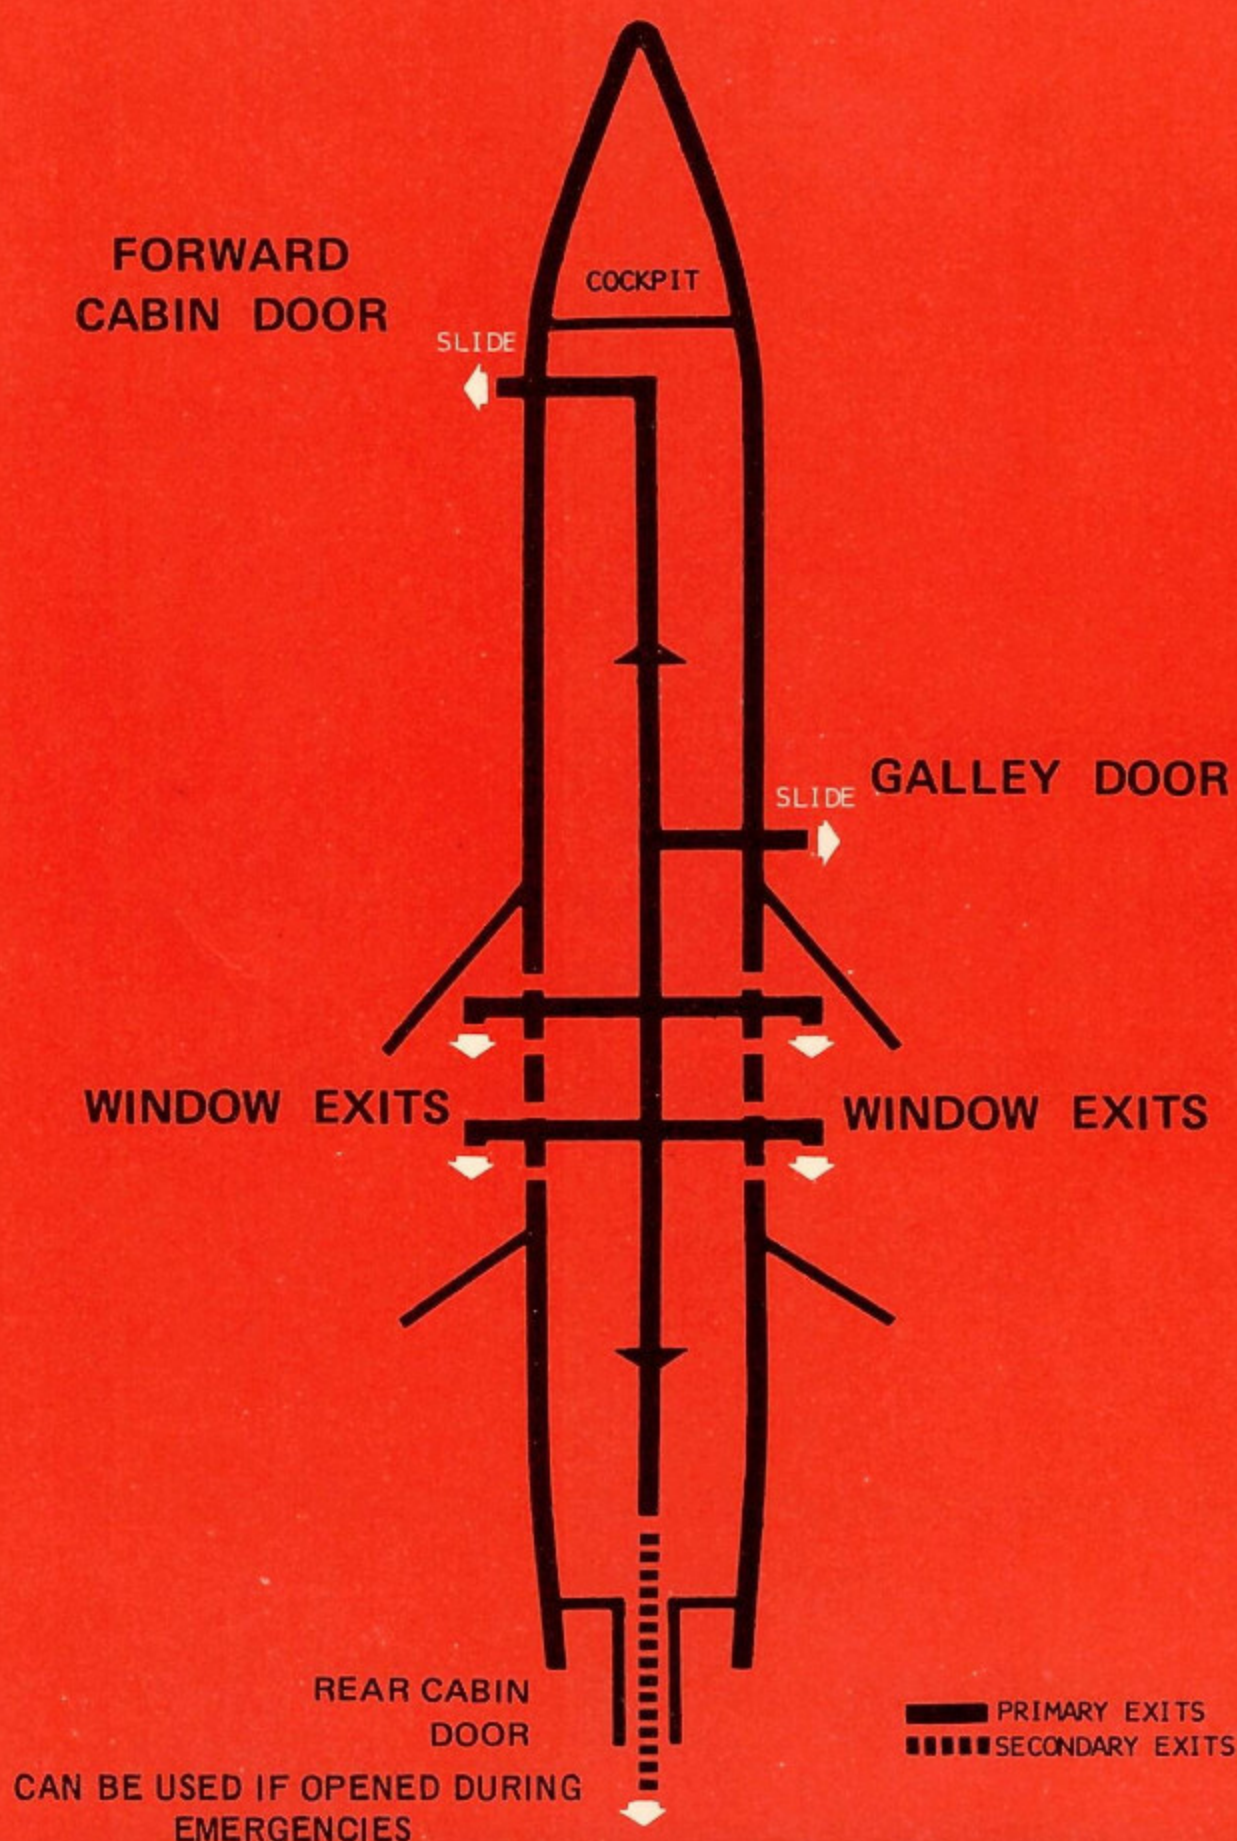 FORWARD
CABIN DOOR
COCKPIT
SLIDE
GALLEY DOOR
SLIDE
WINDOW EXITS
WINDOW EXITS
REAR CABIN
DOOR
CAN BE USED IF OPENED DURING
EMERGENCIES
PRIMARY EXITS
SECONDARY EXITS